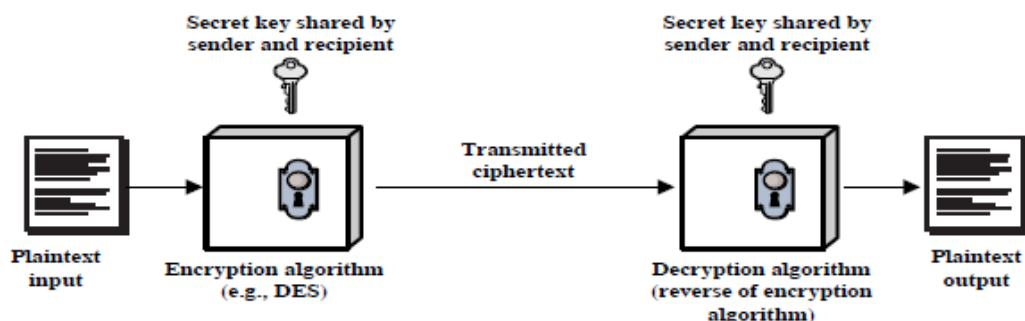 Secret key shared by
sender and recipient
Secret key shared by
sender and recipient
Transmitted
ciphertext
Plaintext
input
Encryption algorithm
(e.g., DES)
Decryption algorithm
(reverse of encryption
algorithm)
Plaintext
output